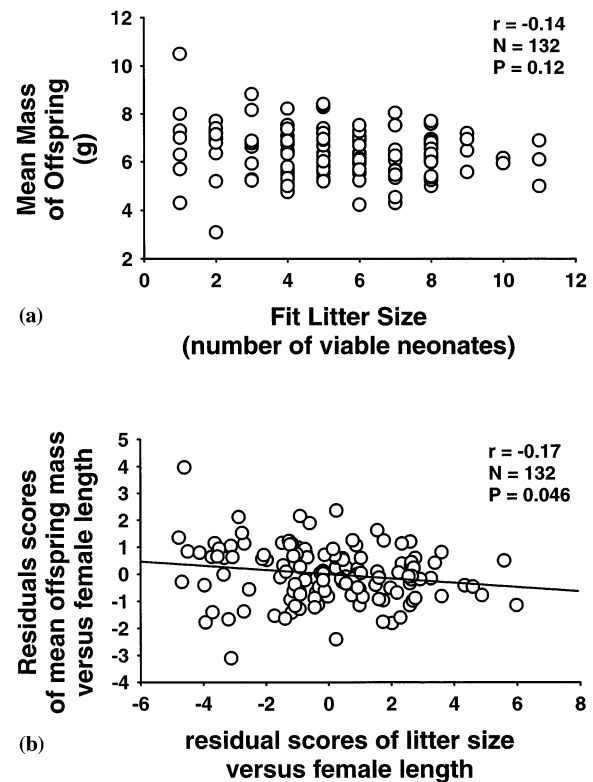 12
10
8
6
4
2
0
2
4
6
8
10
12
r = -0.14
N = 132
P = 0.12
Mean Mass
of Offspring
(g)
(a)
Fit Litter Size
(number of viable neonates)
5
4
3
2
1
0
-1
-2
-3
-4
-6
-4
-2
0
2
4
6
8
r = -0.17
N = 132
P = 0.046
Residuals scores
of mean offspring mass
versus female length
(b)
residual scores of litter size
versus female length